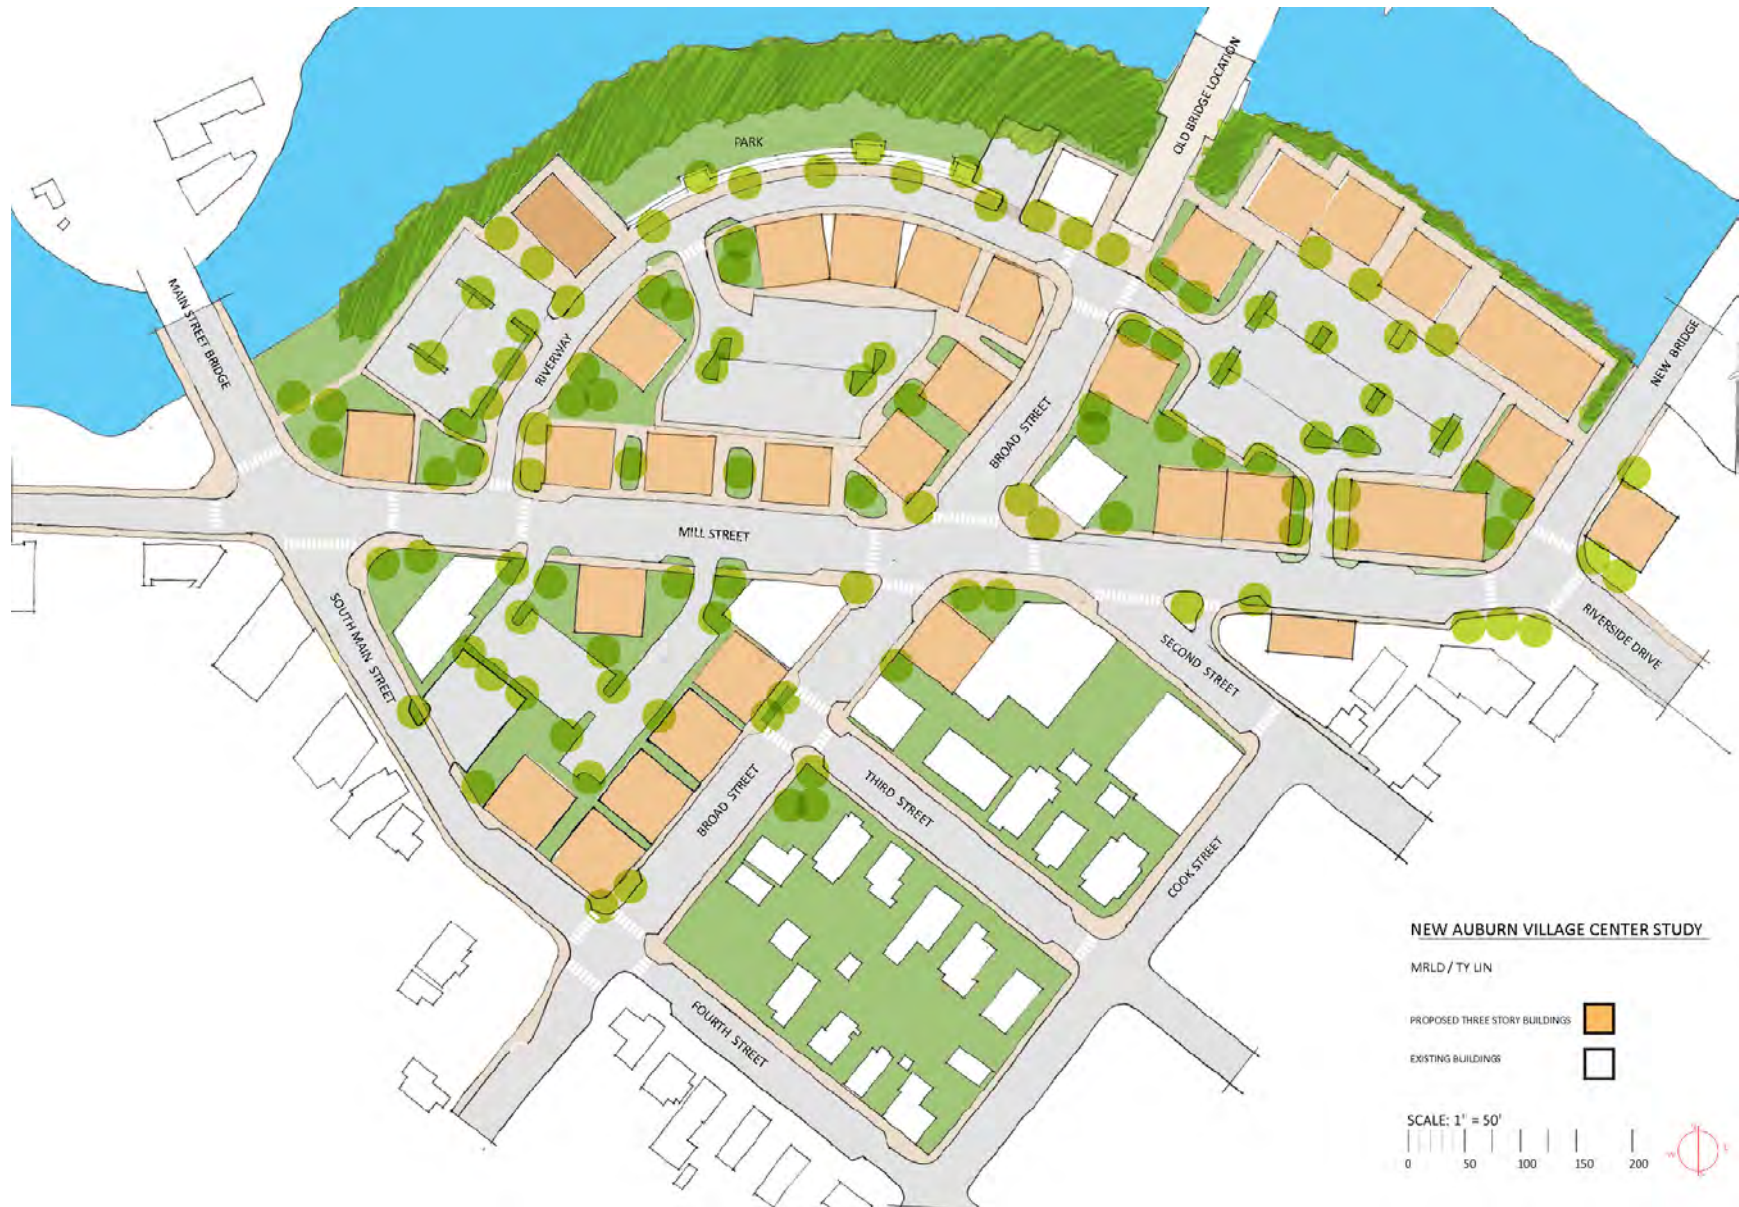 OLD BRIDGE LOCATION
PARK
MAIN STREET BRIDGE
RIVERWAY
NEW BRIDGE
BROAD STREET
MILL STREET
SOUTH MAIN STREET
SECOND STREET
RIVERSIDE DRIVE
BROAD STREET
THIRD STREET
COOK STREET
FOURTH STREET
NEW AUBURN VILLAGE CENTER STUDY
MRLD / TY LIN
PROPOSED THREE STORY BUILDINGS
EXISTING BUILDINGS
SCALE: 1" = 50'
0 50 100 150 200
W